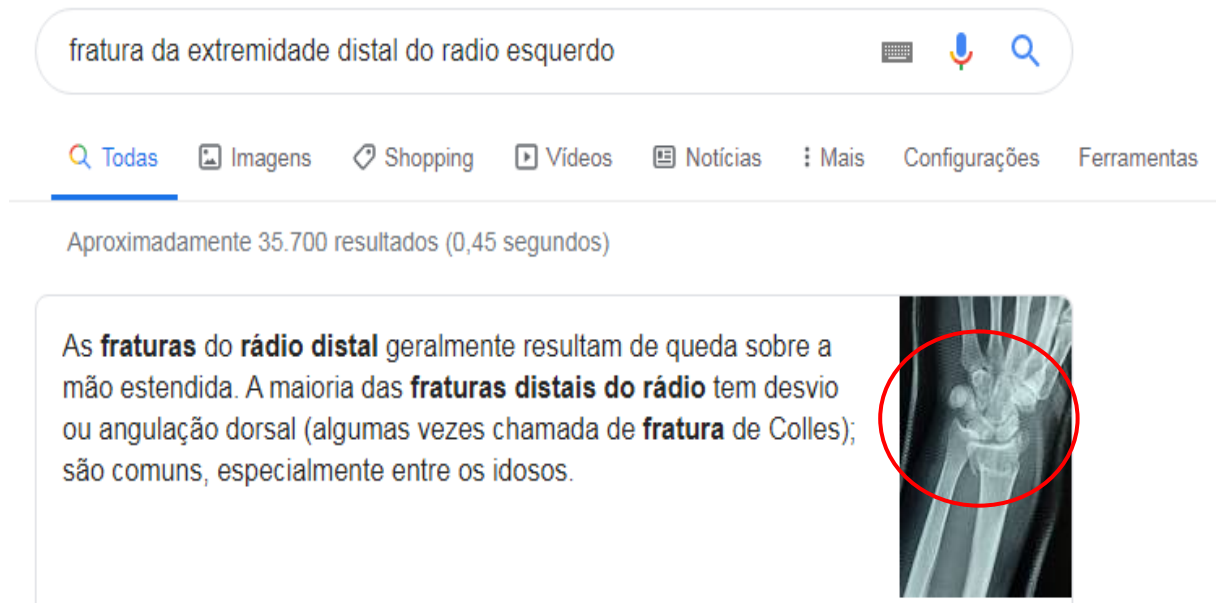 fratura da extremidade distal do radio esquerdo
Todas Imagens Shopping Vídeos Notícias Mais Configurações Ferramentas
Aproximadamente 35.700 resultados (0,45 segundos)
As fraturas do rádio distal geralmente resultam de queda sobre a
mão estendida. A maioria das fraturas distais do rádio tem desvio
ou angulação dorsal (algumas vezes chamada de fratura de Colles);
são comuns, especialmente entre os idosos.